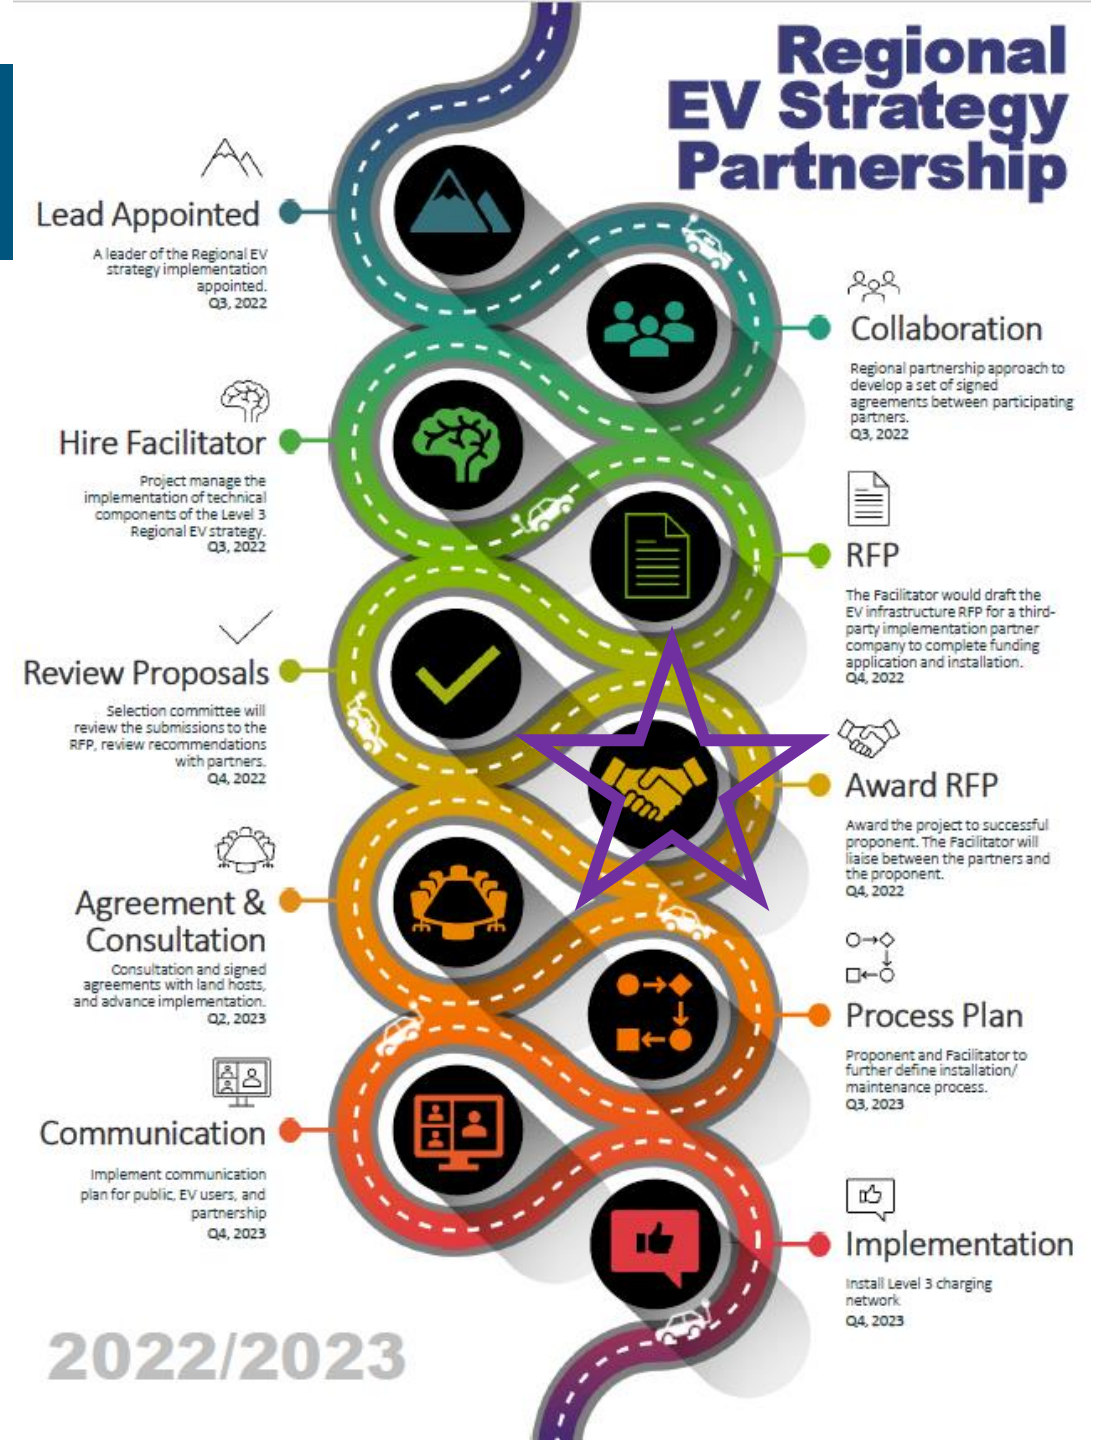 Regional
EV Strategy
Partnership
Lead Appointed
A leader of the Regional EV
strategy implementation
appointed.
Q3, 2022
Collaboration
Regional partnership approach to
develop a set of signed
agreements between participating
partners.
Q3, 2022
Hire Facilitator
Project manage the
implementation of technical
components of the Level 3
Regional EV strategy.
Q3, 2022
RFP
The Facilitator would draft the
EV infrastructure RFP for a third-
party implementation partner
company to complete funding
application and installation.
Q4, 2022
Review Proposals
Selection committee will
review the submissions to the
RFP, review recommendations
with partners.
Q4, 2022
Award RFP
Award the project to successful
proponent. The Facilitator will
liaise between the partners and
the proponent.
Q4, 2022
Agreement &
Consultation
Consultation and signed
agreements with land hosts,
and advance implementation.
Q2, 2023
Process Plan
Proponent and Facilitator to
further define installation/
maintenance process.
Q3, 2023
Communication
Implement communication
plan for public, EV users, and
partnership
Q4, 2023
Implementation
Install Level 3 charging
network
Q4, 2023
2022/2023